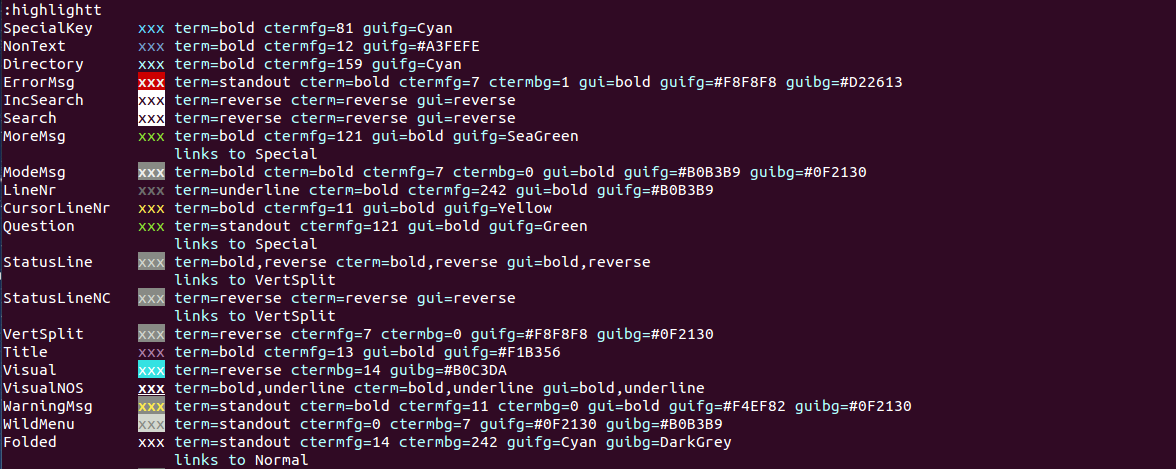 :highlightt
SpecialKey xxx term=bold ctermfg=81 guifg=Cyan
NonText xxx term=bold ctermfg=12 guifg=#A3FEFE
Directory xxx term=bold ctermfg=159 guifg=Cyan
ErrorMsg xxx term=standout cterm=bold ctermfg=7 ctermbg=1 gui=bold guifg=#F8F8F8 guibg=#D22613
IncSearch xxx term=reverse cterm=reverse gui=reverse
Search xxx term=reverse cterm=reverse gui=reverse
MoreMsg xxx term=bold ctermfg=121 gui=bold guifg=SeaGreen
links to Special
ModeMsg xxx term=bold cterm=bold ctermfg=7 ctermbg=0 gui=bold guifg=#B0B3B9 guibg=#0F2130
LineNr xxx term=underline cterm=bold ctermfg=242 gui=bold guifg=#B0B3B9
CursorLineNr xxx term=bold ctermfg=11 gui=bold guifg=Yellow
Question xxx term=standout ctermfg=121 gui=bold guifg=Green
links to Special
StatusLine xxx term=bold,reverse cterm=bold,reverse gui=bold,reverse
links to VertSplit
StatusLineNC xxx term=reverse cterm=reverse gui=reverse
links to VertSplit
VertSplit xxx term=reverse ctermfg=7 ctermbg=0 guifg=#F8F8F8 guibg=#0F2130
Title xxx term=bold ctermfg=13 gui=bold guifg=#F1B356
Visual xxx term=reverse ctermbg=14 guibg=#B0C3DA
VisualNOS xxx term=bold,underline cterm=bold,underline gui=bold,underline
WarningMsg xxx term=standout cterm=bold ctermfg=11 ctermbg=0 gui=bold guifg=#F4EF82 guibg=#0F2130
WildMenu xxx term=standout ctermfg=0 ctermbg=7 guifg=#0F2130 guibg=#B0B3B9
Folded xxx term=standout ctermfg=14 ctermbg=242 guifg=Cyan guibg=DarkGrey
links to Normal